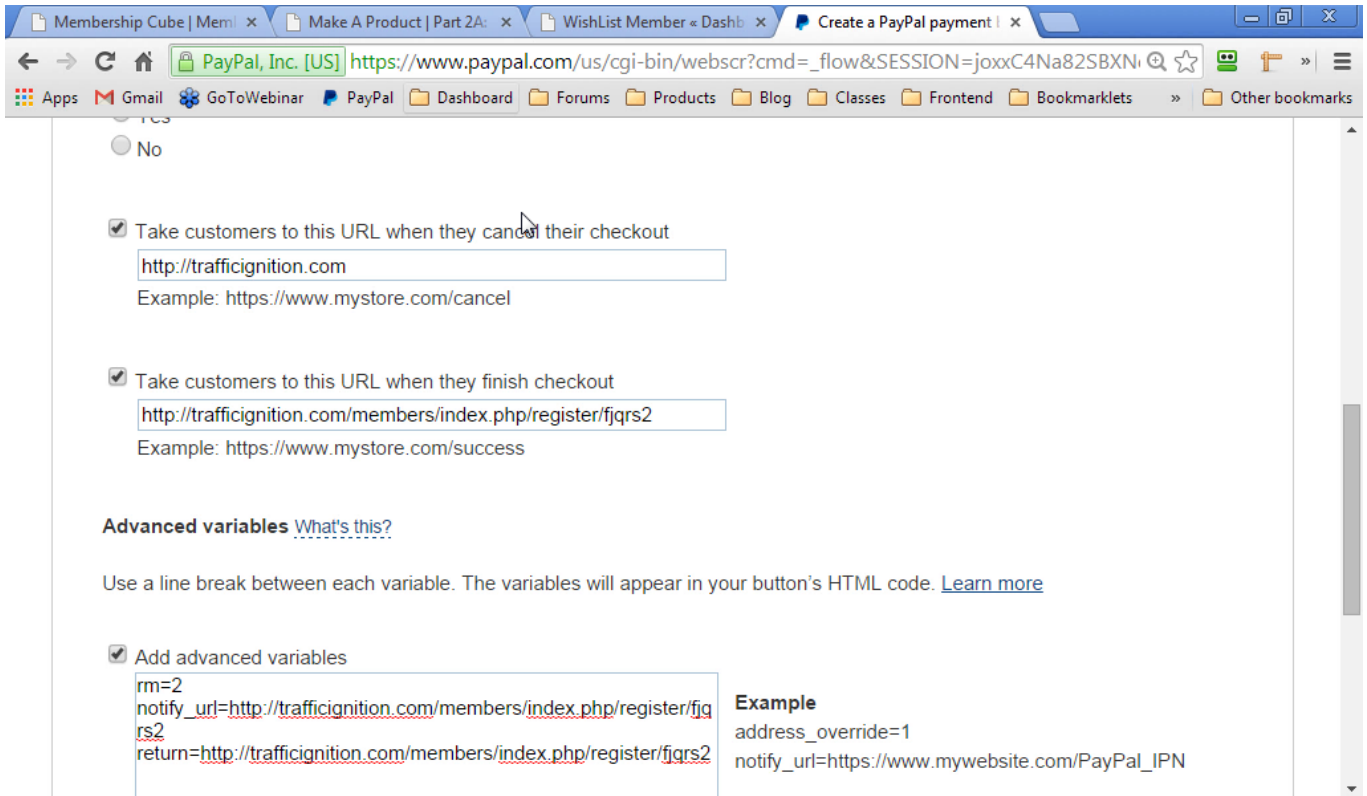 Membership Cube | Meml
Make A Product | Part 2A:
WishList Member « Dashb
Create a PayPal payment
PayPal, Inc. [US] https://www.paypal.com/us/cgi-bin/webscr?cmd=_flow&SESSION=joxxC4Na82SBXN
Apps Gmail GoToWebinar PayPal Dashboard Forums Products Blog Classes Frontend Bookmarklets » Other bookmarks
Yes
No
Take customers to this URL when they cancel their checkout
http://trafficignition.com
Example: https://www.mystore.com/cancel
Take customers to this URL when they finish checkout
http://trafficignition.com/members/index.php/register/fjqrs2
Example: https://www.mystore.com/success
Advanced variables What's this?
Use a line break between each variable. The variables will appear in your button's HTML code. Learn more
Add advanced variables
rm=2
notify_url=http://trafficignition.com/members/index.php/register/fjq
rs2
return=http://trafficignition.com/members/index.php/register/fjqrs2
Example
address_override=1
notify_url=https://www.mywebsite.com/PayPal_IPN